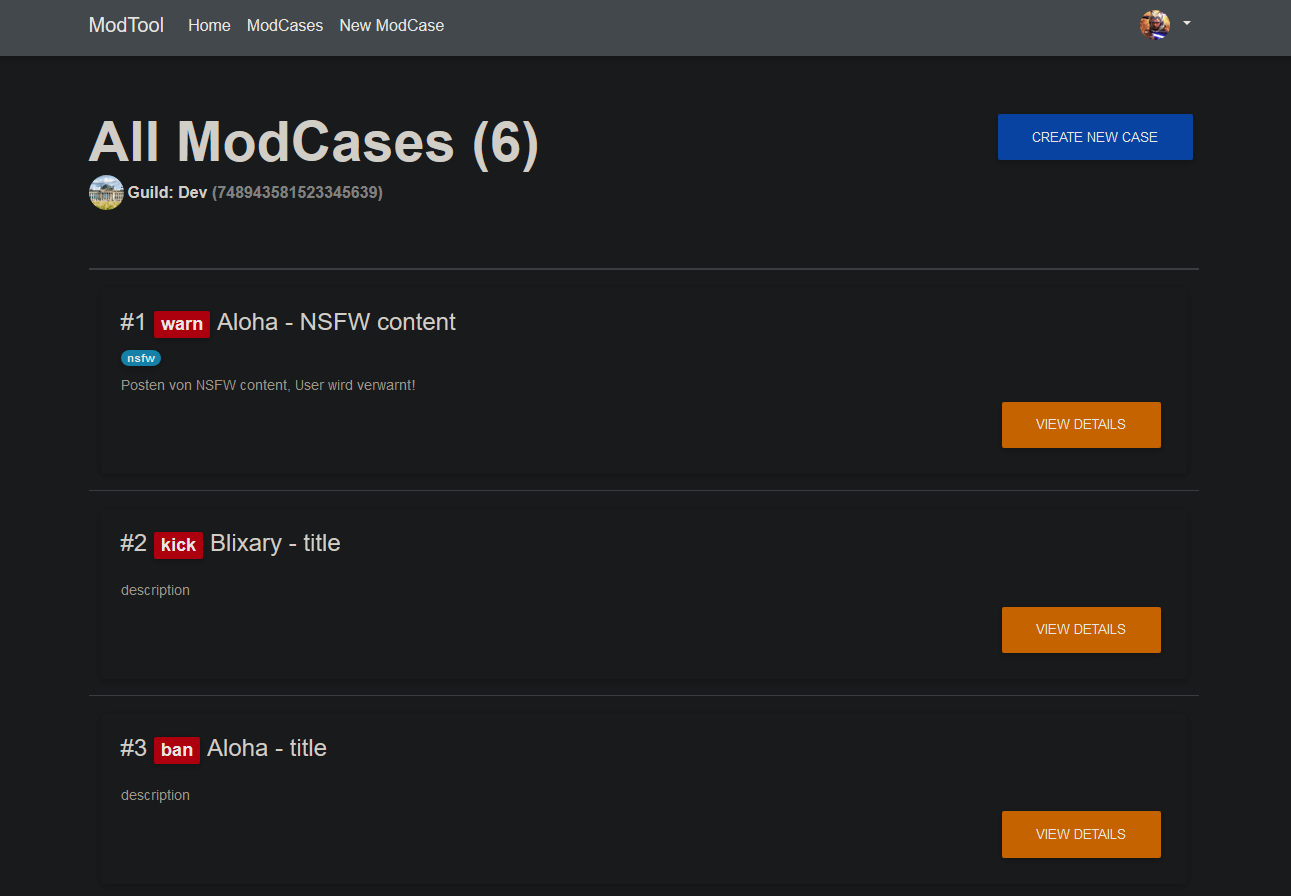 ModTool Home ModCases New ModCase
All ModCases (6)
CREATE NEW CASE
Guild: Dev (748943581523345639)
#1 warn Aloha - NSFW content
nsfw
Posten von NSFW content, User wird verwarnt!
VIEW DETAILS
#2 kick Blixary - title
description
VIEW DETAILS
#3 ban Aloha - title
description
VIEW DETAILS